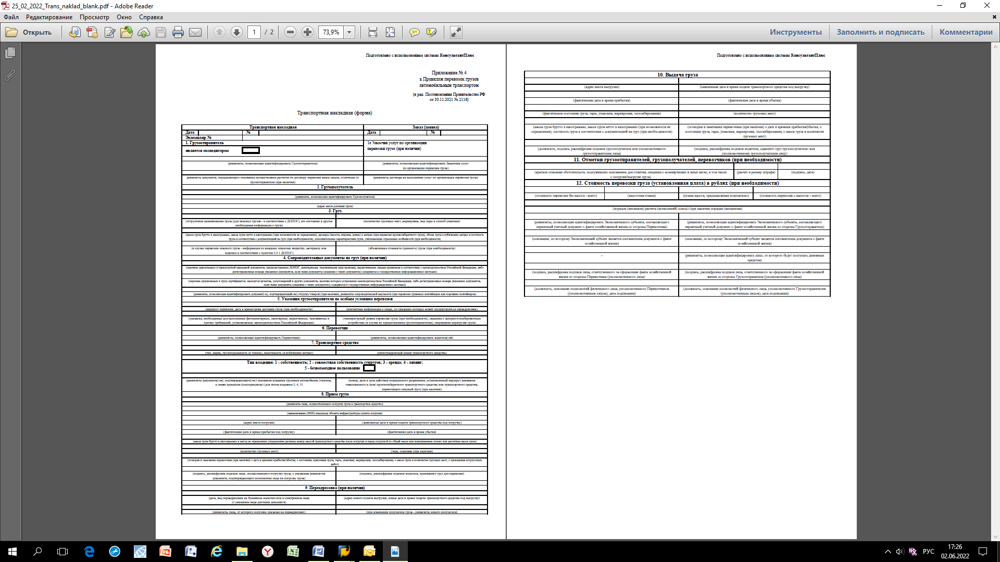 25_02_2022_Trans_naklad_blank.pdf - Adobe Reader
Файл Редактирование Просмотр Окно Справка
Открыть 1 / 2 73,9% Инструменты Заполнить и подписать Комментарии
Подготовлено с использованием системы КонсультантПлюс
Приложение № 4
к Правилам перевозок грузов
автомобильным транспортом
(в ред. Постановления Правительства РФ
от 30.11.2021 № 2116)
Транспортная накладная (форма)
Транспортная накладная Заказ (заявка)
Дата № Дата №
Экземпляр №
1. Грузоотправитель 1а Заказчик услуг по организации
перевозки груза (при наличии)
является экспедитором
(реквизиты, позволяющие идентифицировать Грузоотправителя) (реквизиты, позволяющие идентифицировать Заказчика услуг
по организации перевозки груза)
реквизиты документа, определяющего основания осуществления расчетов по договору перевозки иным лицом, отличным от
грузоотправителя (при наличии)
(реквизиты договора на выполнение услуг по организации перевозки груза)
2. Грузополучатель
(реквизиты, позволяющие идентифицировать Грузополучателя)
(адрес места доставки груза)
3. Груз
(отгрузочное наименование груза (для опасных грузов - в соответствии с ДОПОГ), его состояние и другая
необходимая информация о грузе)
(количество грузовых мест, маркировка, вид тары и способ упаковки)
(масса груза брутто в килограммах, масса груза нетто в килограммах (при возможности ее определения), размеры (высота, ширина, длина) в метрах (при перевозке крупногабаритного груза), объем груза в кубических метрах и плотность
груза в соответствии с документацией на груз (при необходимости), дополнительные характеристики груза, учитывающие отраслевые особенности (при необходимости)
(в случае перевозки опасного груза - информация по каждому опасному веществу, материалу или
изделию в соответствии с пунктом 5.4.1 ДОПОГ)
(объявленная стоимость (ценность) груза (при необходимости)
4. Сопроводительные документы на груз (при наличии)
(перечень прилагаемых к транспортной накладной документов, предусмотренных ДОПОГ, санитарными, таможенными (при наличии), карантинными, иными правилами в соответствии с законодательством Российской Федерации, либо
регистрационные номера указанных документов, если такие документы (сведения о таких документах) содержатся в государственных информационных системах)
(перечень прилагаемых к грузу сертификатов, паспортов качества, удостоверений и других документов, наличие которых установлено законодательством Российской Федерации, либо регистрационные номера указанных документов,
если такие документы (сведения о таких документах) содержатся в государственных информационных системах)
(реквизиты, позволяющие идентифицировать документ(-ы), подтверждающий(-ие) отгрузку товаров) (при наличии), реквизиты сопроводительной ведомости (при перевозке груженых контейнеров или порожних контейнеров)
5. Указания грузоотправителя по особым условиям перевозки
(маршрут перевозки, дата и время/сроки доставки груза (при необходимости) (контактная информация о лицах, по указанию которых может осуществляться переадресовка)
(указания, необходимые для выполнения фитосанитарных, санитарных, карантинных, таможенных и
прочих требований, установленных законодательством Российской Федерации)
(температурный режим перевозки груза (при необходимости), сведения о запорно-пломбировочных
устройствах (в случае их предоставления грузоотправителем), запрещение перегрузки груза)
6. Перевозчик
(реквизиты, позволяющие идентифицировать Перевозчика) (реквизиты, позволяющие идентифицировать водителя(-ей)
7. Транспортное средство
(тип, марка, грузоподъемность (в тоннах), вместимость (в кубических метрах) (регистрационный номер транспортного средства)
Тип владения: 1 - собственность; 2 - совместная собственность супругов; 3 - аренда; 4 - лизинг;
5 - безвозмездное пользование
(реквизиты документа(-ов), подтверждающего(-их) основание владения грузовым автомобилем (тягачом,
а также прицепом (полуприцепом) (для типов владения 3, 4, 5)
(номер, дата и срок действия специального разрешения, установленный маршрут движения
тяжеловесного и (или) крупногабаритного транспортного средства или транспортного средства,
перевозящего опасный груз) (при наличии)
8. Прием груза
(реквизиты лица, осуществляющего погрузку груза в транспортное средство)
(наименование (ИНН) владельца объекта инфраструктуры пункта погрузки)
(адрес места погрузки) (заявленные дата и время подачи транспортного средства под погрузку)
(фактические дата и время прибытия под погрузку) (фактические дата и время убытия)
(масса груза брутто в килограммах и метод ее определения (определение разницы между массой транспортного средства после погрузки и перед погрузкой по общей массе или взвешиванием поосно или расчетная масса груза)
(количество грузовых мест) (тара, упаковка (при наличии)
(оговорки и замечания перевозчика (при наличии) о дате и времени прибытия/убытия, о состоянии, креплении груза, тары, упаковки, маркировки, опломбирования, о массе груза и количестве грузовых мест, о проведении погрузочных
работ)
(подпись, расшифровка подписи лица, осуществившего погрузку груза, с указанием реквизитов
документа, подтверждающего полномочия лица на погрузку груза)
(подпись, расшифровка подписи водителя, принявшего груз для перевозки)
9. Переадресовка (при наличии)
(дата, вид переадресовки на бумажном носителе или в электронном виде
(с указанием вида доставки документа)
(адрес нового пункта выгрузки, новые дата и время подачи транспортного средства под выгрузку)
(реквизиты лица, от которого получено указание на переадресовку) (при изменении получателя груза - реквизиты нового получателя)
Подготовлено с использованием системы КонсультантПлюс
10. Выдача груза
(адрес места выгрузки) (заявленные дата и время подачи транспортного средства под выгрузку)
(фактические дата и время прибытия) (фактические дата и время убытия)
(фактическое состояние груза, тары, упаковки, маркировки, опломбирования) (количество грузовых мест)
(масса груза брутто в килограммах, масса груза нетто в килограммах (при возможности ее
определения), плотность груза в соответствии с документацией на груз (при необходимости)
(оговорки и замечания перевозчика (при наличии) о дате и времени прибытия/убытия, о
состоянии груза, тары, упаковки, маркировки, опломбирования, о массе груза и количестве
грузовых мест)
(должность, подпись, расшифровка подписи грузополучателя или уполномоченного
грузоотправителем лица)
(подпись, расшифровка подписи водителя, сдавшего груз грузополучателю или
уполномоченному грузополучателем лицу)
11. Отметки грузоотправителей, грузополучателей, перевозчиков (при необходимости)
(краткое описание обстоятельств, послуживших основанием для отметки, сведения о коммерческих и иных актах, в том числе
о погрузке/выгрузке груза)
(расчет и размер штрафа) (подпись, дата)
12. Стоимость перевозки груза (установленная плата) в рублях (при необходимости)
(стоимость перевозки без налога - всего) (налоговая ставка) (сумма налога, предъявляемая покупателю) (стоимость перевозки с налогом - всего)
(порядок (механизм) расчета (исчислений) платы) (при наличии порядка (механизма)
(реквизиты, позволяющие идентифицировать Экономического субъекта, составляющего
первичный учетный документ о факте хозяйственной жизни со стороны Перевозчика)
(реквизиты, позволяющие идентифицировать Экономического субъекта, составляющего
первичный учетный документ о факте хозяйственной жизни со стороны Грузоотправителя)
(основание, по которому Экономический субъект является составителем документа о факте
хозяйственной жизни)
(основание, по которому Экономический субъект является составителем документа о факте
хозяйственной жизни)
- (реквизиты, позволяющие идентифицировать лицо, от которого будут поступать денежные
средства)
(подпись, расшифровка подписи лица, ответственного за оформление факта хозяйственной
жизни со стороны Перевозчика (уполномоченного лица)
(подпись, расшифровка подписи лица, ответственного за оформление факта хозяйственной
жизни со стороны Грузоотправителя (уполномоченного лица)
(должность, основание полномочий физического лица, уполномоченного Перевозчиком
(уполномоченным лицом), дата подписания)
(должность, основание полномочий физического лица, уполномоченного Грузоотправителем
(уполномоченным лицом), дата подписания)
РУС 17:26
02.06.2022